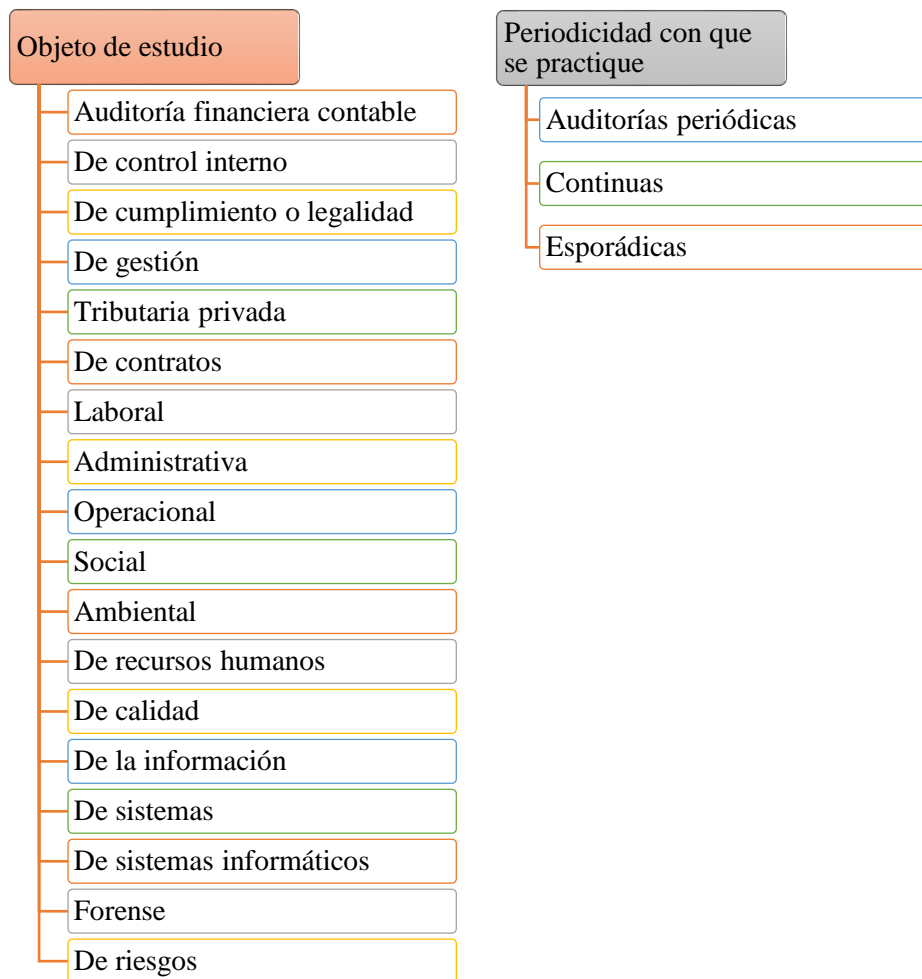 Objeto de estudio
Auditoría financiera contable
De control interno
De cumplimiento o legalidad
De gestión
Tributaria privada
De contratos
Laboral
Administrativa
Operacional
Social
Ambiental
De recursos humanos
De calidad
De la información
De sistemas
De sistemas informáticos
Forense
De riesgos
Periodicidad con que
se practique
Auditorías periódicas
Continuas
Esporádicas